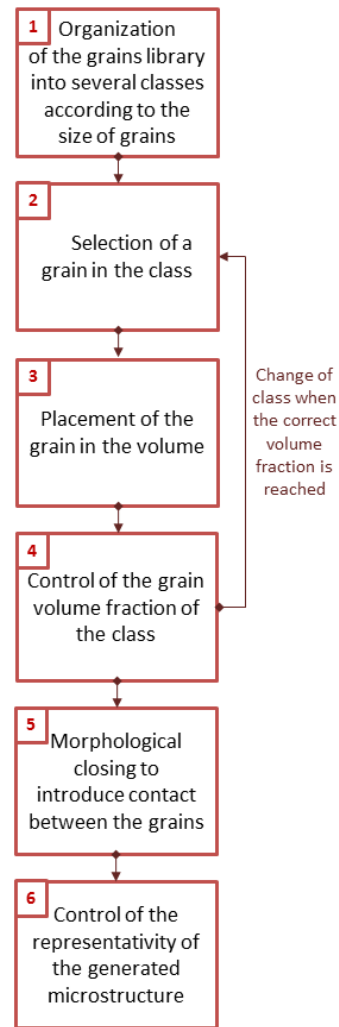 1 Organization
of the grains library
into several classes
according to the
size of grains
2
Selection of a
grain in the class
3
Placement of the
grain in the volume
Change of
class when
the correct
volume
fraction is
reached
4
Control of the grain
volume fraction of
the class
5
Morphological
closing to
introduce contact
between the grains
6
Control of the
representativity of
the generated
microstructure